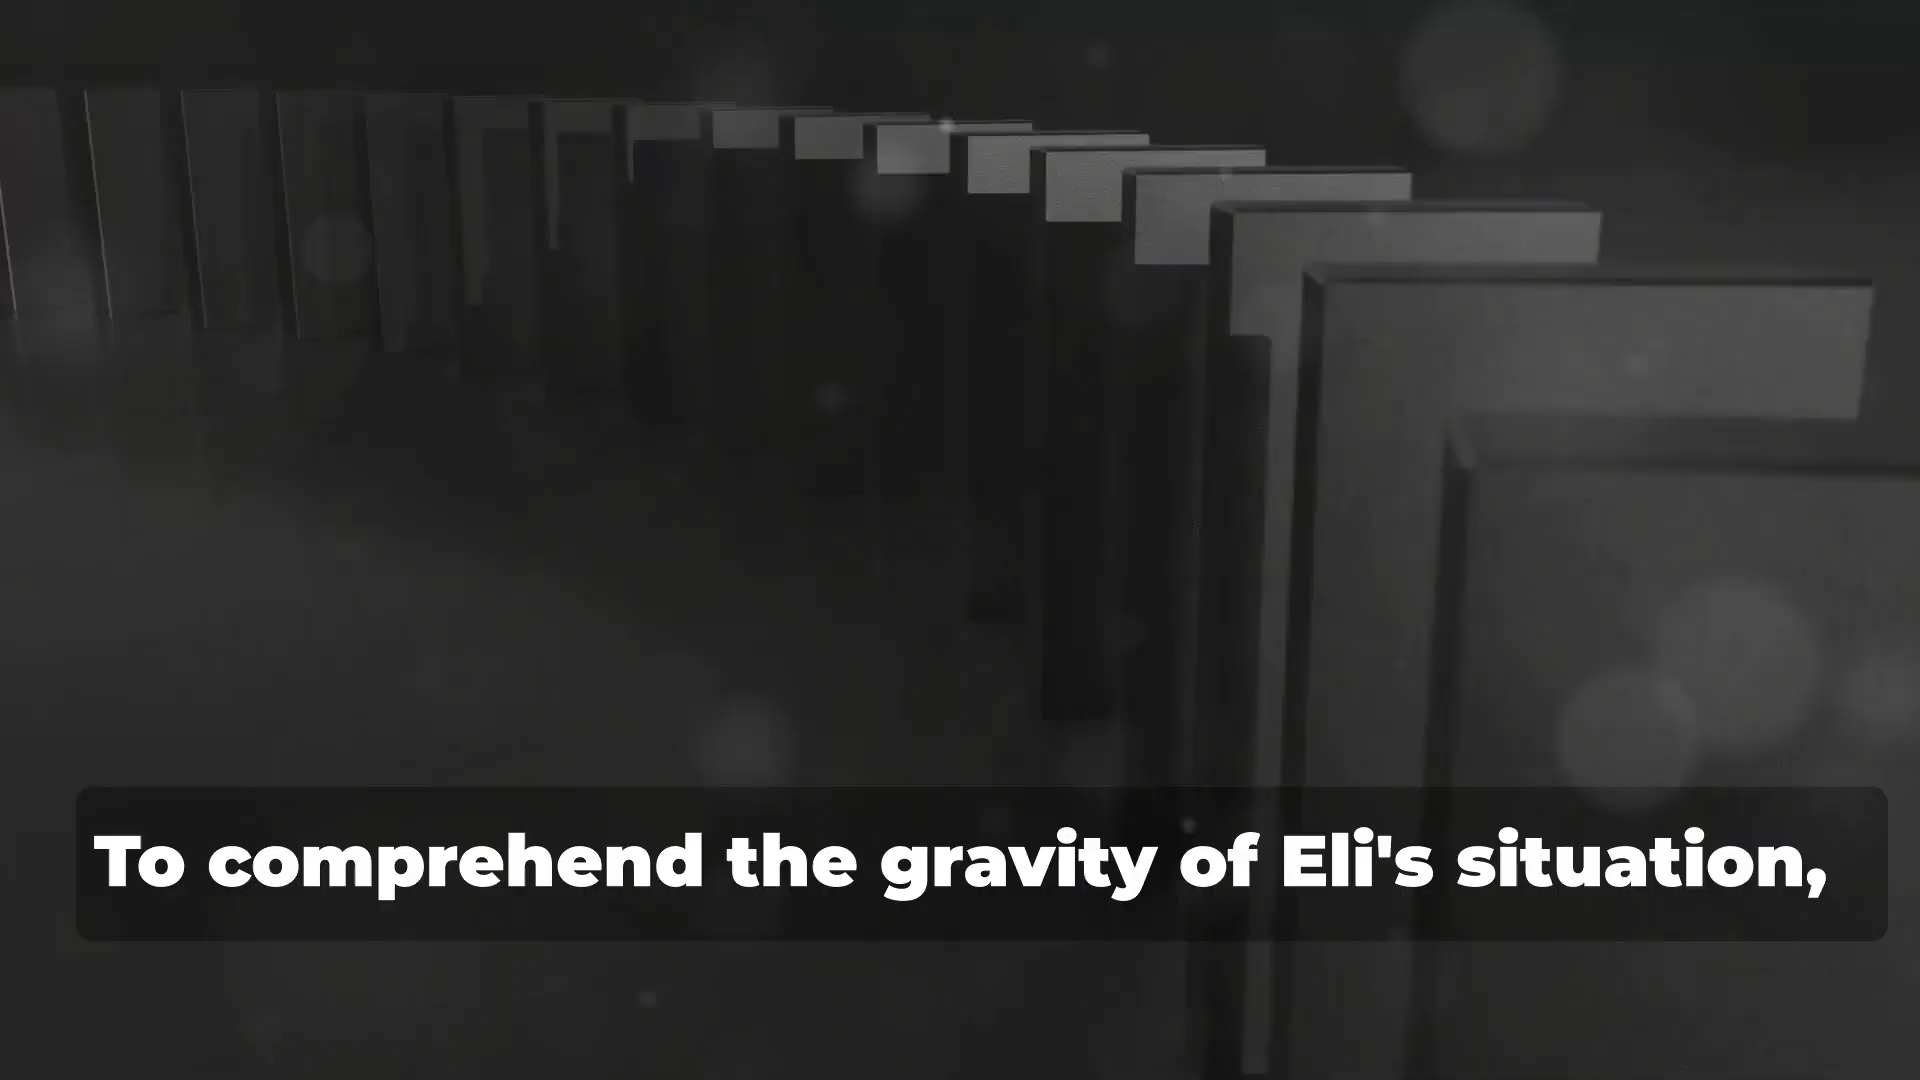 To comprehend the gravity of Eli's situation,